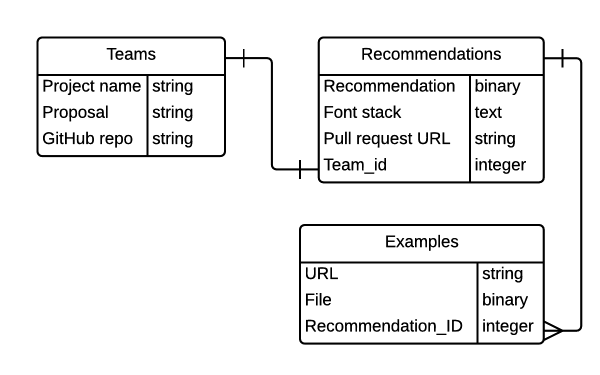 Teams
Project name string
Proposal string
GitHub repo string
Recommendations
Recommendation binary
Font stack text
Pull request URL string
Team_id integer
Examples
URL string
File binary
Recommendation_ID integer